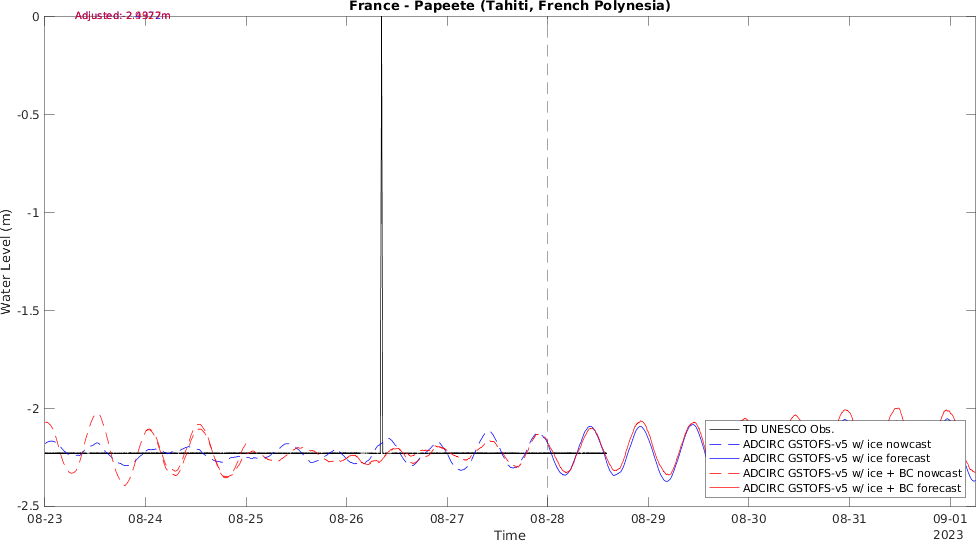 France - Papeete (Tahiti, French Polynesia)
0
-0.5
-1
-1.5
-2
-2.5
Water Level (m)
08-23
08-24
08-25
08-26
08-27
08-28
08-29
08-30
08-31
09-01
2023
Time
TD UNESCO Obs.
ADCIRC GSTOFS-v5 w/ ice nowcast
ADCIRC GSTOFS-v5 w/ ice forecast
ADCIRC GSTOFS-v5 w/ ice + BC nowcast
ADCIRC GSTOFS-v5 w/ ice + BC forecast
Adjusted: